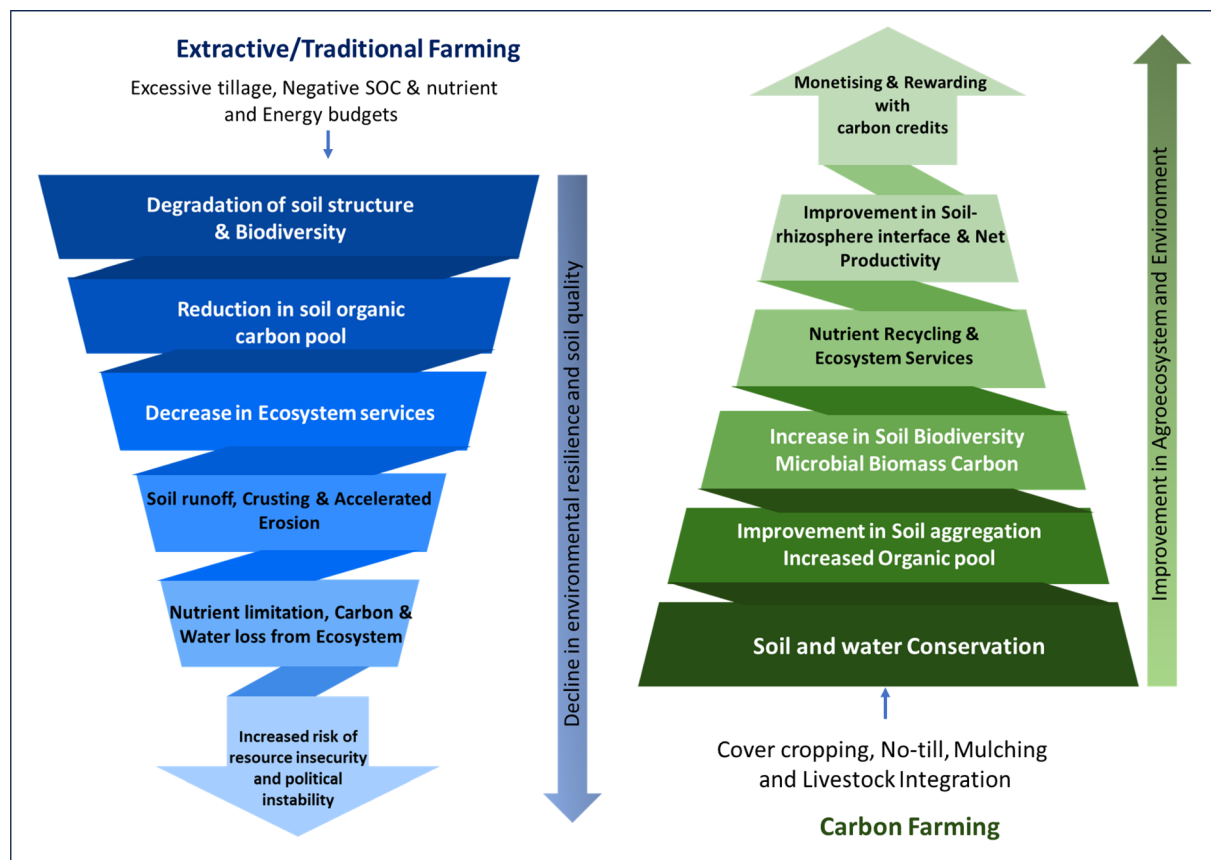 Extractive/Traditional Farming
Excessive tillage, Negative SOC & nutrient
and Energy budgets
Degradation of soil structure
& Biodiversity
Reduction in soil organic
carbon pool
Decrease in Ecosystem services
Soil runoff, Crusting & Accelerated
Erosion
Nutrient limitation, Carbon &
Water loss from Ecosystem
Increased risk of
resource insecurity
and political
instability
Decline in environmental resilience and soil quality
Monetising & Rewarding
with
carbon credits
Improvement in Soil-
rhizosphere interface & Net
Productivity
Nutrient Recycling &
Ecosystem Services
Increase in Soil Biodiversity
Microbial Biomass Carbon
Improvement in Soil aggregation
Increased Organic pool
Soil and water Conservation
Cover cropping, No-till, Mulching
and Livestock Integration
Carbon Farming
Improvement in Agroecosystem and Environment